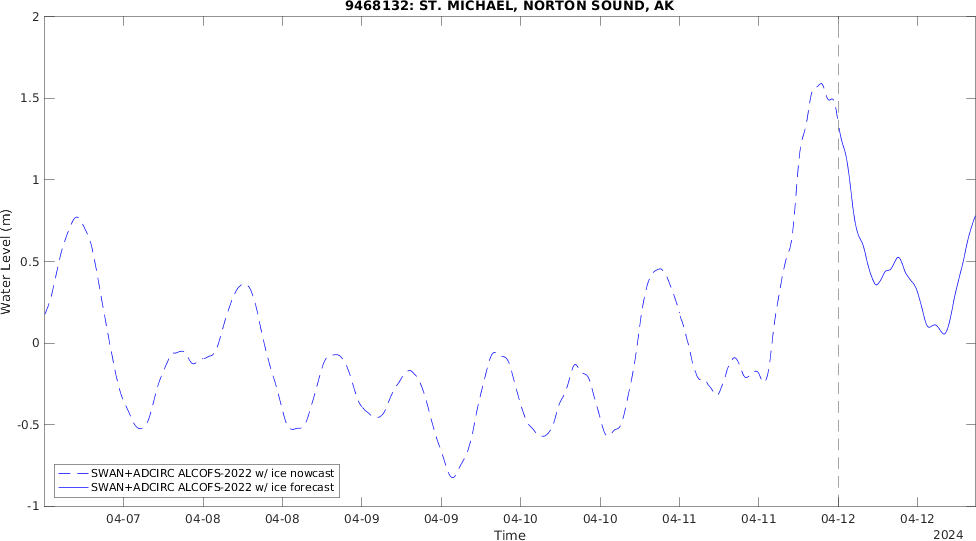 9468132: ST. MICHAEL, NORTON SOUND, AK
Water Level (m)
2
1.5
1
0.5
0
-0.5
-1
SWAN+ADCIRC ALCOFS-2022 w/ ice nowcast
SWAN+ADCIRC ALCOFS-2022 w/ ice forecast
04-07 04-08 04-08 04-09 04-09 04-10 04-10 04-11 04-11 04-12 04-12
Time
2024